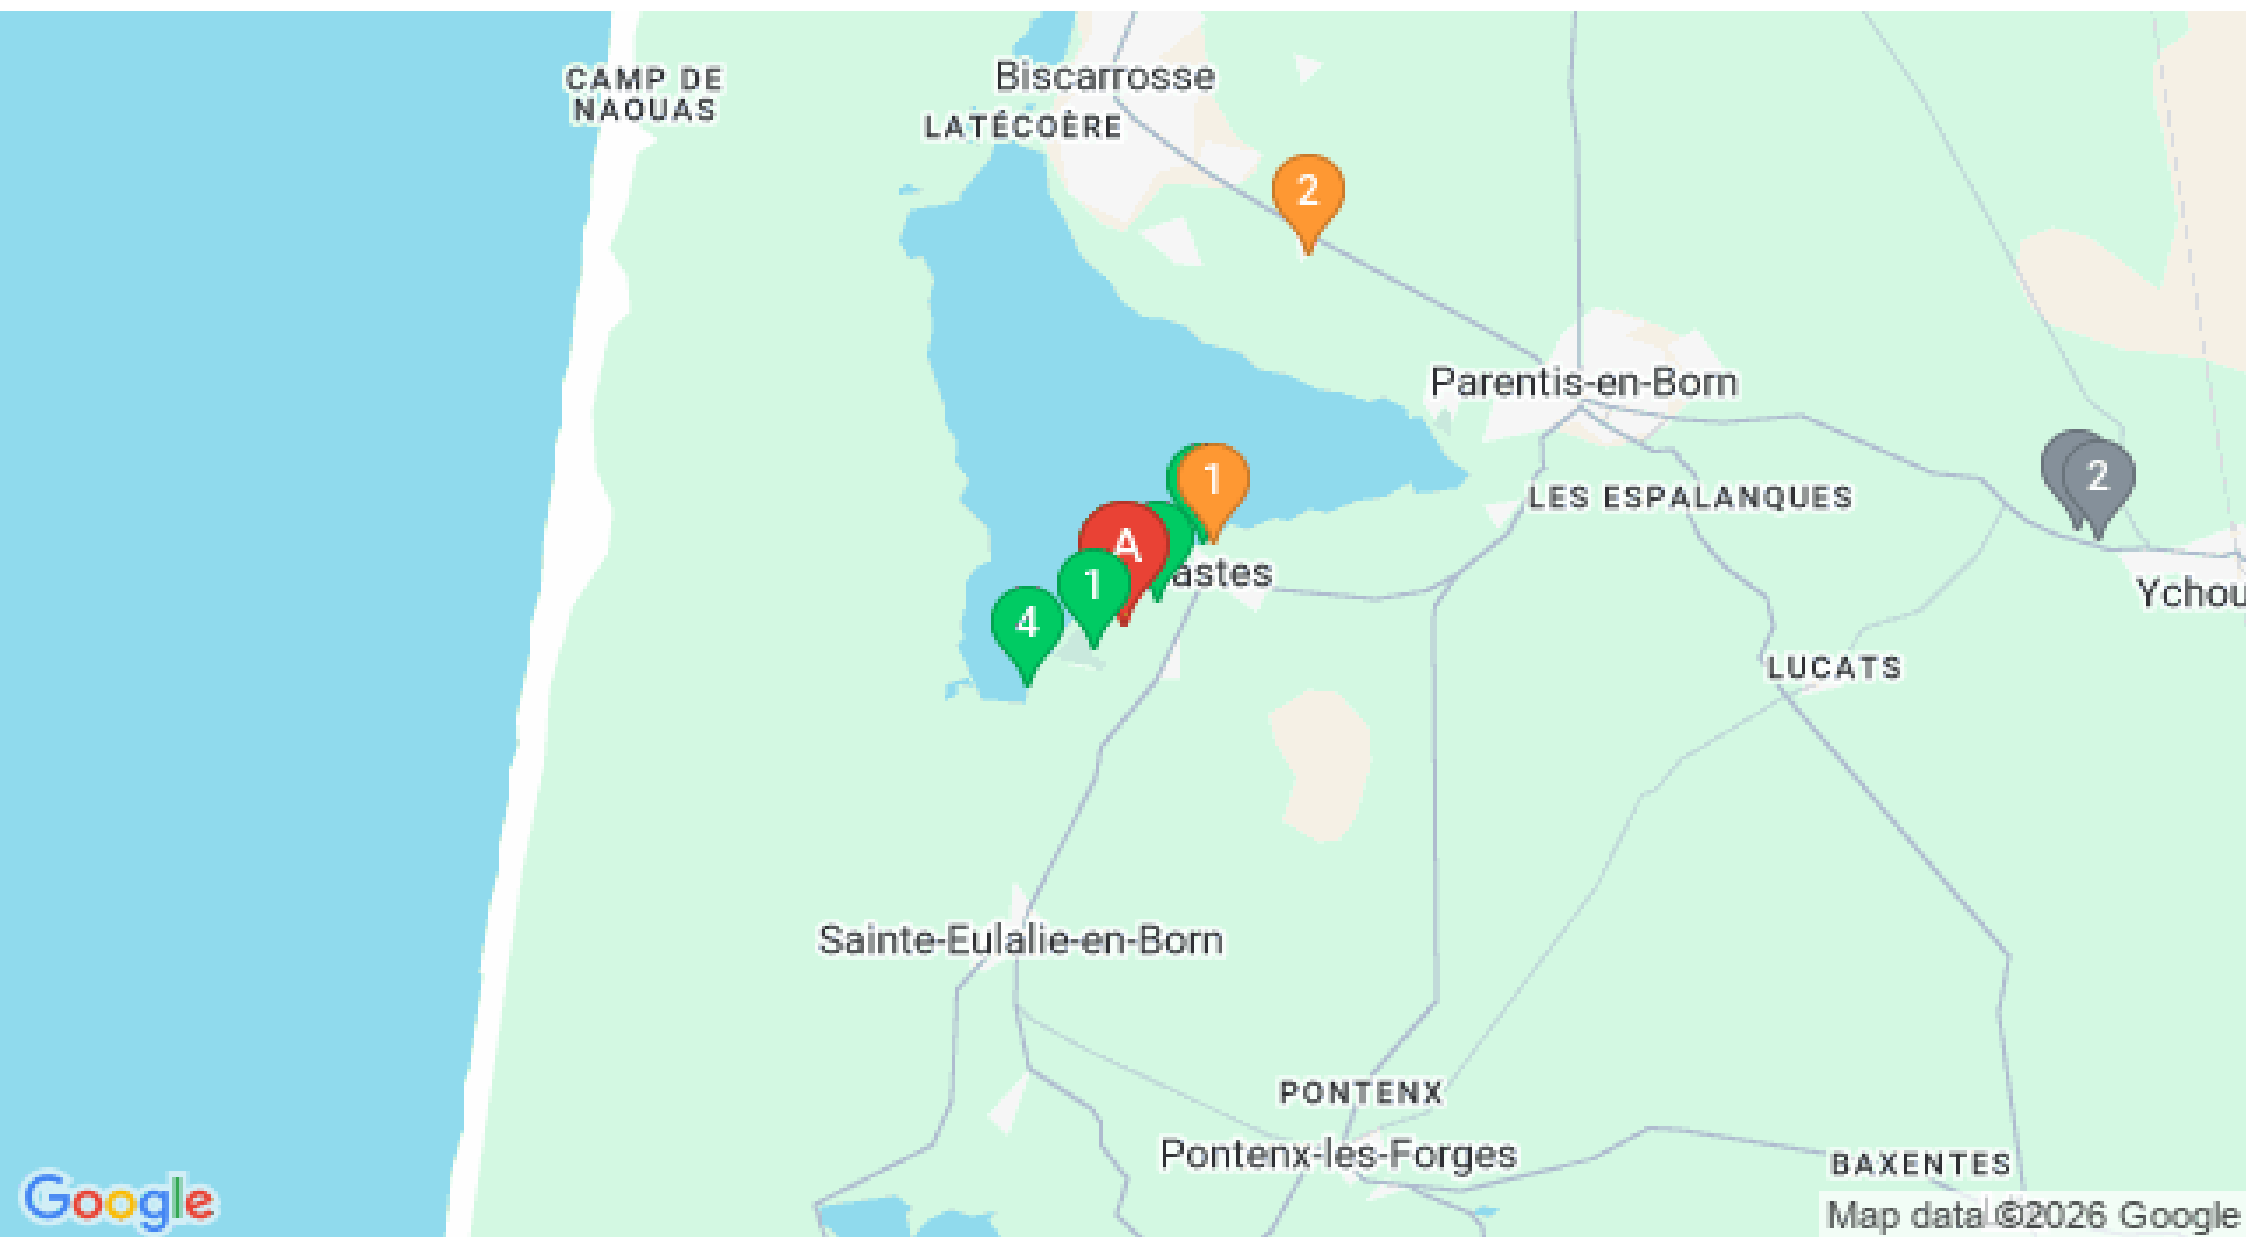 CAMP DE
NAOUAS
Biscarrosse
LATÉCOÈRE
2
Parentis-en-Born
1
2
LES ESPALANQUES
A
astes
1
4
Ychou
LUCATS
Sainte-Eulalie-en-Born
PONTENX
Pontenx-les-Forges
BAXENTES
Google
Map data ©2026 Google